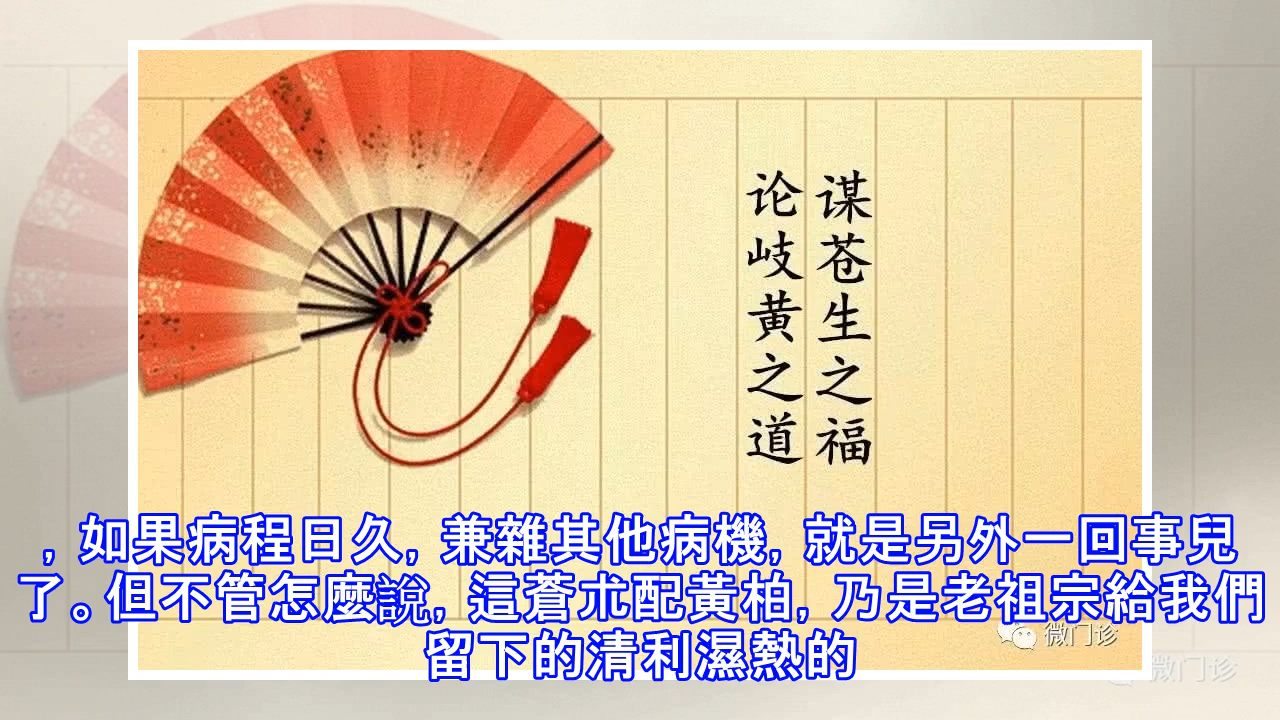 谋苍生之福
论岐黄之道
，如果病程日久，兼雜其他病機，就是另外一回事兒
了。但不管怎麼說，這蒼朮配黃柏，乃是老祖宗給我們
留下的清利濕熱的
微门诊
微门诊